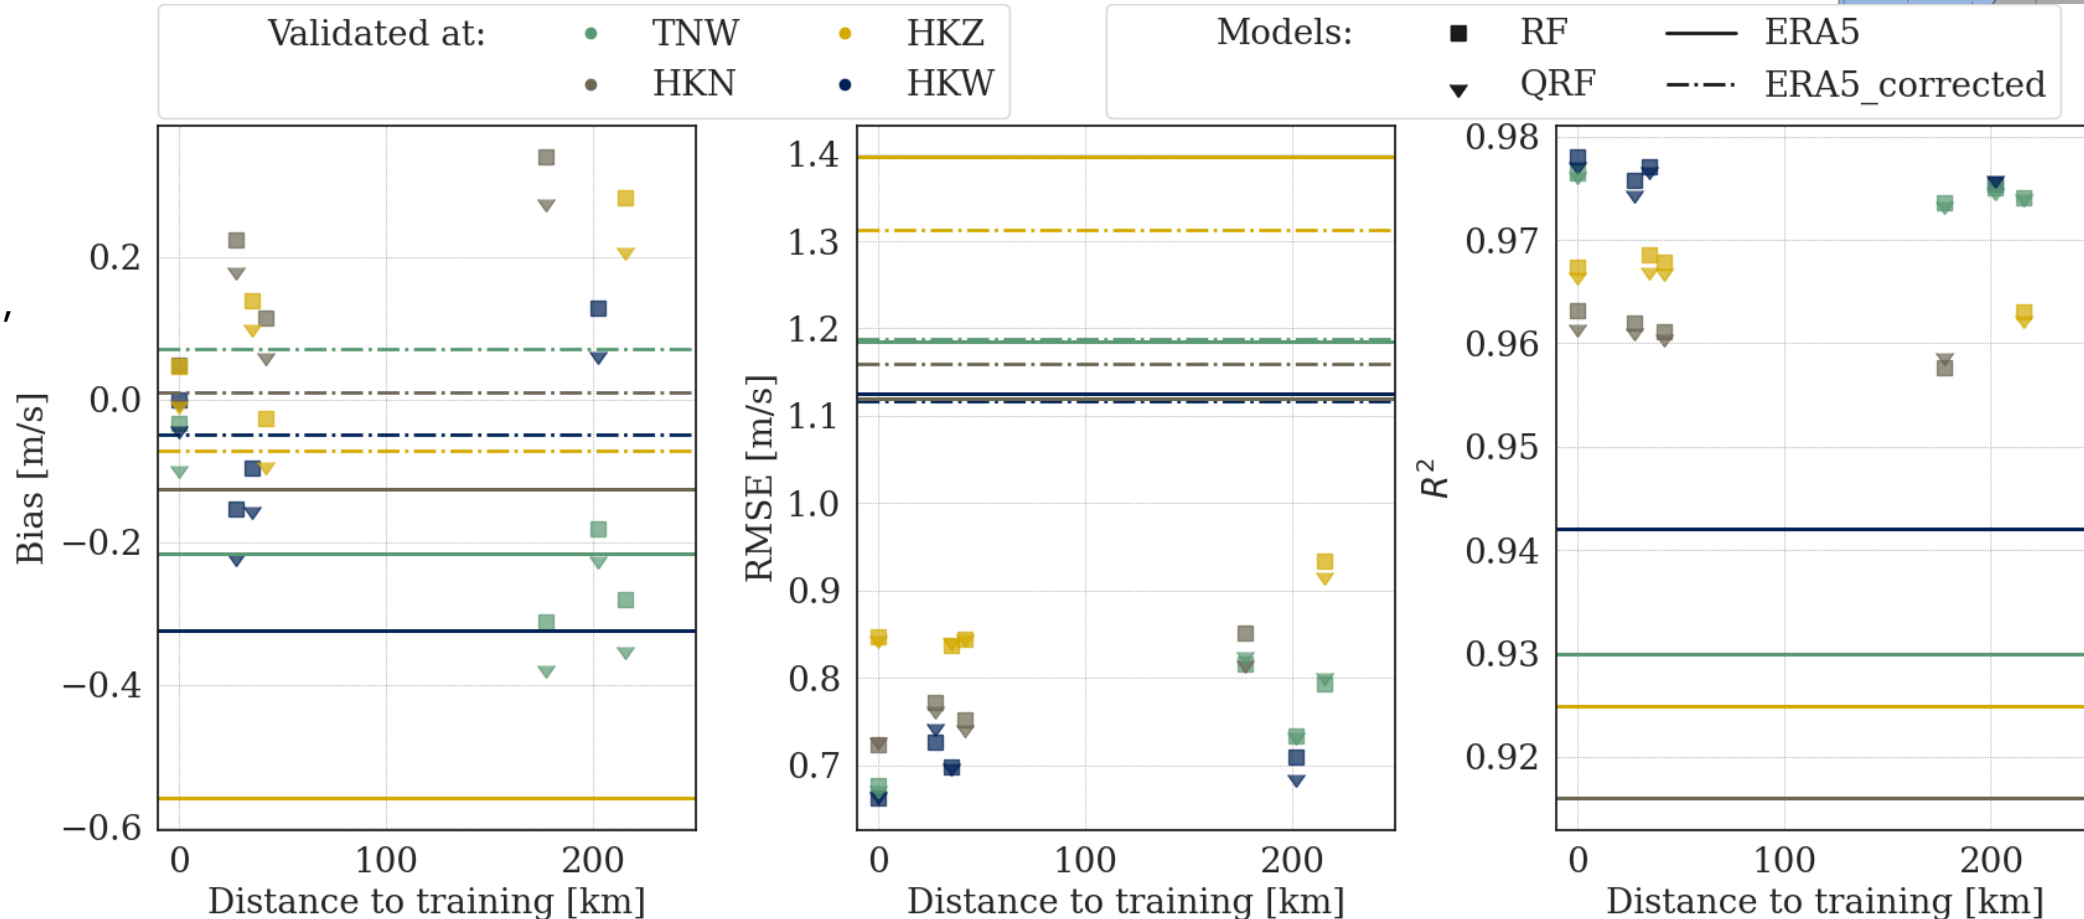 Validated at: TNW HKZ
HKN HKW
Models: RF ERA5
QRF ERA5_corrected
,
Bias [m/s]
0.2
0.0
−0.2
−0.4
−0.6
0 100 200
Distance to training [km]
RMSE [m/s]
1.4
1.3
1.2
1.1
1.0
0.9
0.8
0.7
0 100 200
Distance to training [km]
R²
0.98
0.97
0.96
0.95
0.94
0.93
0.92
0 100 200
Distance to training [km]